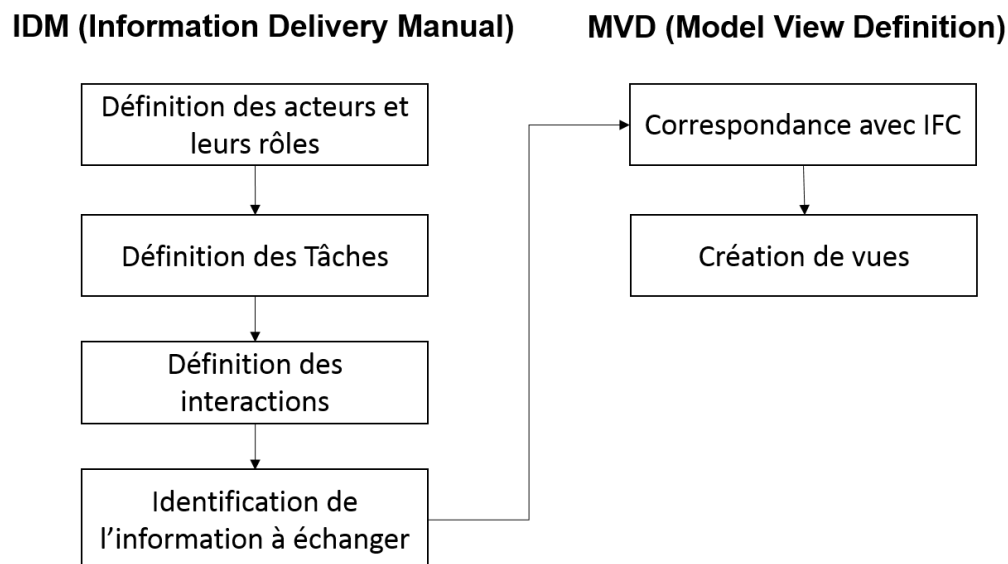 IDM (Information Delivery Manual)
Définition des acteurs et
leurs rôles
Définition des Tâches
Définition des
interactions
Identification de
l’information à échanger
MVD (Model View Definition)
Correspondance avec IFC
Création de vues